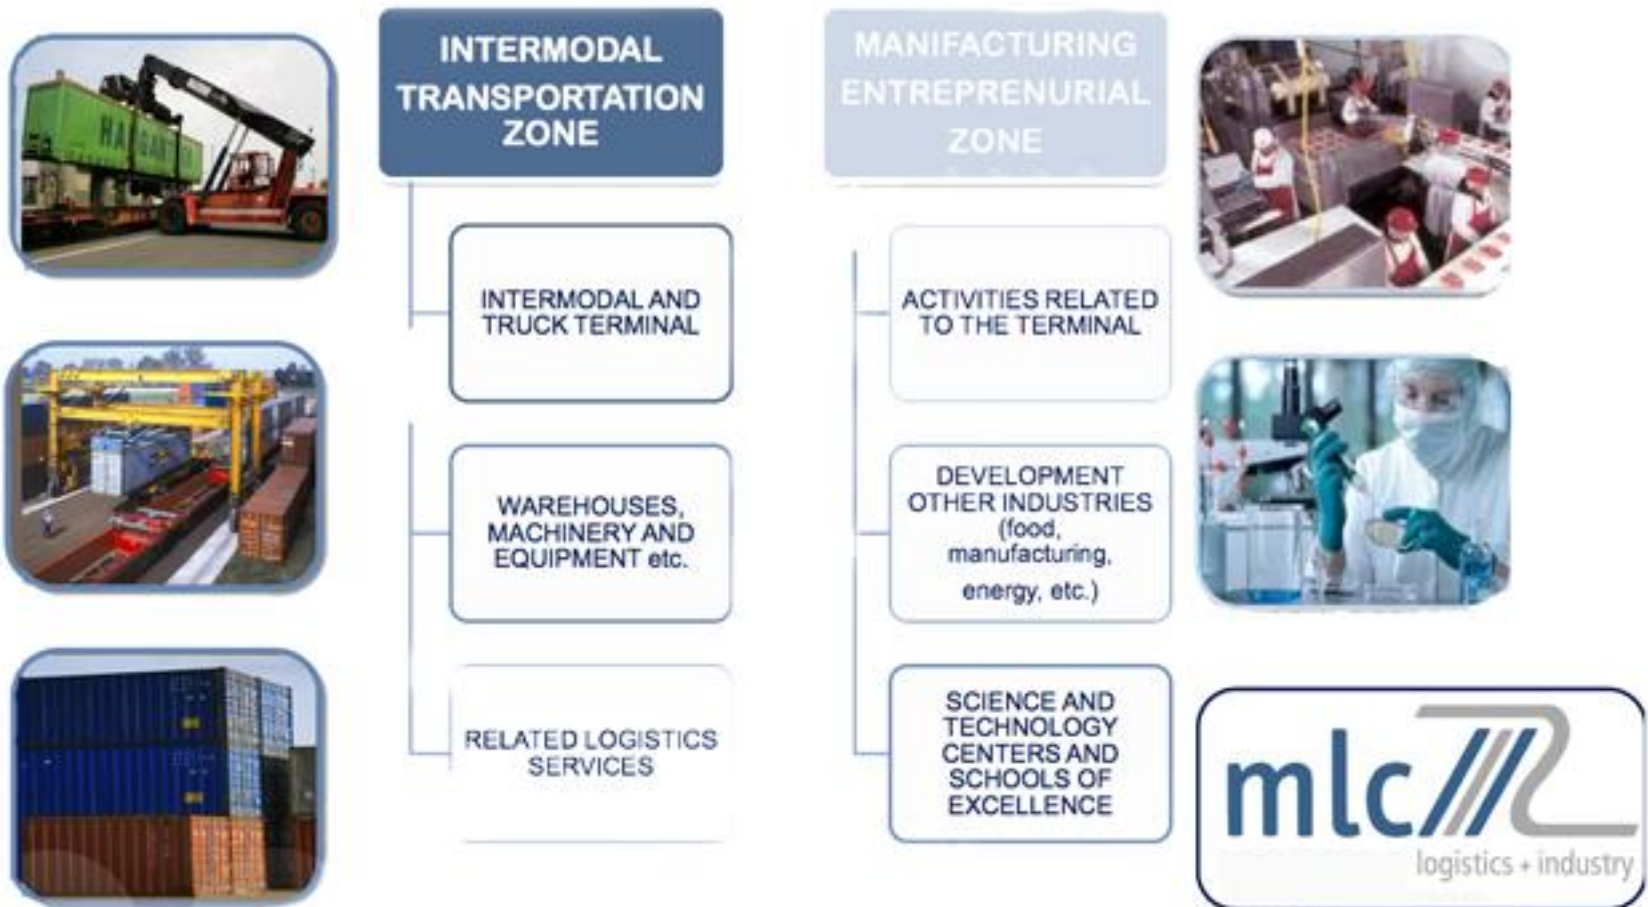 INTERMODAL
TRANSPORTATION
ZONE
INTERMODAL AND
TRUCK TERMINAL
WAREHOUSES,
MACHINERY AND
EQUIPMENT etc.
RELATED LOGISTICS
SERVICES
MANIFACTURING
ENTREPRENURIAL
ZONE
ACTIVITIES RELATED
TO THE TERMINAL
DEVELOPMENT
OTHER INDUSTRIES
(food,
manufacturing,
energy, etc.)
SCIENCE AND
TECHNOLOGY
CENTERS AND
SCHOOLS OF
EXCELLENCE
mlc
logistics + industry